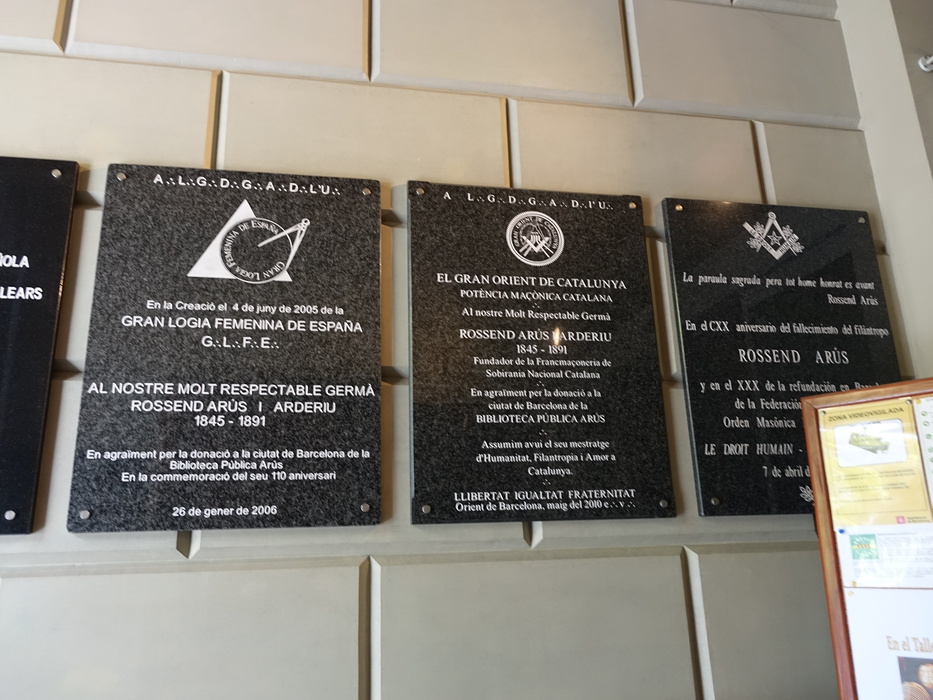 ÑOLA
LEARS
A∴L∴G∴D∴G∴A∴D∴L'U∴
GRAN LOGIA FEMENINA DE ESPAÑA
En la Creació el 4 de juny de 2005 de la
GRAN LOGIA FEMENINA DE ESPAÑA
G∴L∴F∴E∴
AL NOSTRE MOLT RESPECTABLE GERMÀ
ROSSEND ARÚS I ARDERIU
1845 - 1891
En agraïment per la donació a la ciutat de Barcelona de la
Biblioteca Pública Arús
En la commemoració del seu 110 aniversari
26 de gener de 2006
A L∴G∴D∴G∴A∴D∴l'U∴
GRAN ORIENT DE CATALUNYA
EL GRAN ORIENT DE CATALUNYA
POTÈNCIA MAÇÒNICA CATALANA
∴
Al nostre Molt Respectable Germà
ROSSEND ARÚS I ARDERIU
1845 - 1891
Fundador de la Francmaçoneria de
Sobirania Nacional Catalana
∴
En agraïment per la donació a la
ciutat de Barcelona de la
BIBLIOTECA PÚBLICA ARÚS
∴
Assumim avui el seu mestratge
d'Humanitat, Filantropia i Amor a
Catalunya.
∴
LLIBERTAT IGUALTAT FRATERNITAT
Orient de Barcelona, maig del 2010 e∴ v∴
La paraula sagrada pera tot home honrat es avant
Rossend Arús
En el CXX aniversario del fallecimiento del Filántropo
ROSSEND ARÚS
y en el XXX de la refundación en
de la Federación
Orden Masónica
LE DROIT HUMAIN -
7 de abril d
ZONA VIDEOVIGILADA
En el Tall